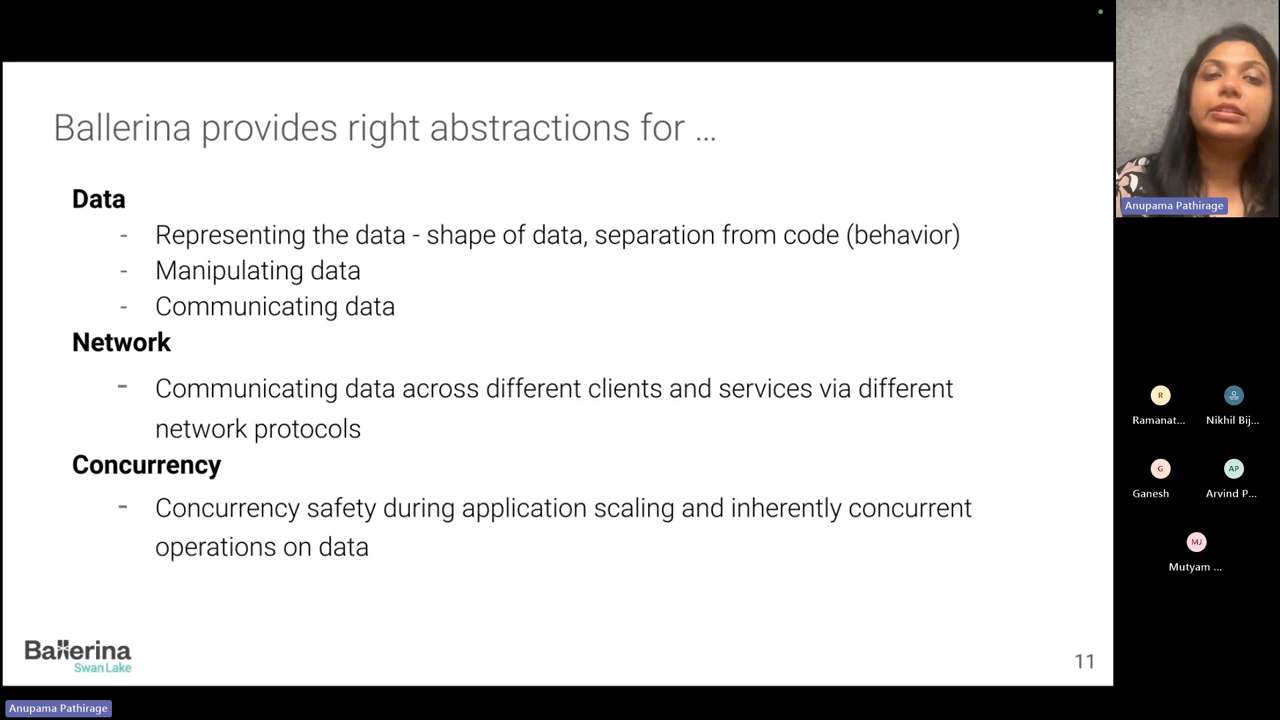 Ballerina provides right abstractions for ...
Data
- Representing the data - shape of data, separation from code (behavior)
- Manipulating data
- Communicating data
Network
- Communicating data across different clients and services via different
network protocols
Concurrency
- Concurrency safety during application scaling and inherently concurrent
operations on data
Ballerina
Swan Lake
11
Anupama Pathirage
Anupama Pathirage
R
Ramanat...
Nikhil Bij...
G
Ganesh
AP
Arvind P...
MJ
Mutyam ...